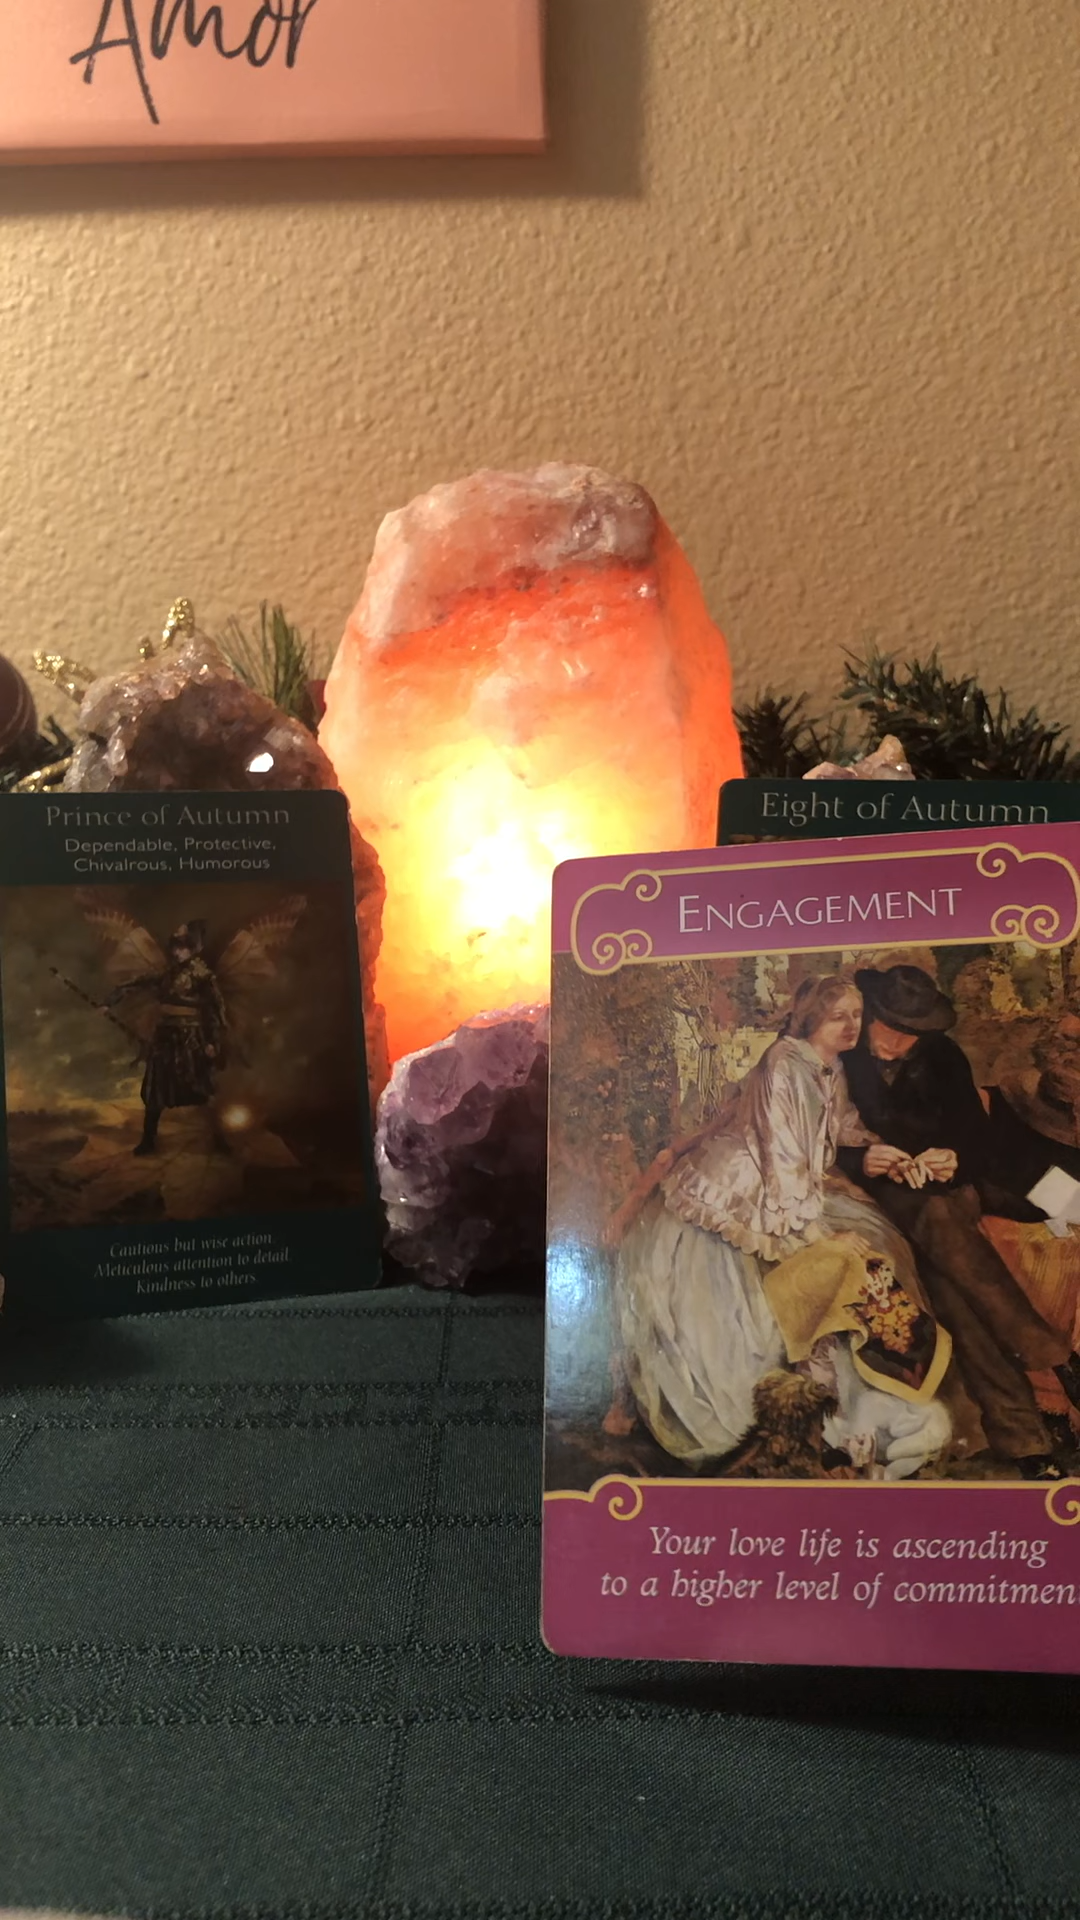 Amor
Prince of Autumn
Dependable, Protective,
Chivalrous, Humorous
Cautious but wise action.
Meticulous attention to detail.
Kindness to others.
Eight of Autumn
ENGAGEMENT
Your love life is ascending
to a higher level of commitmen